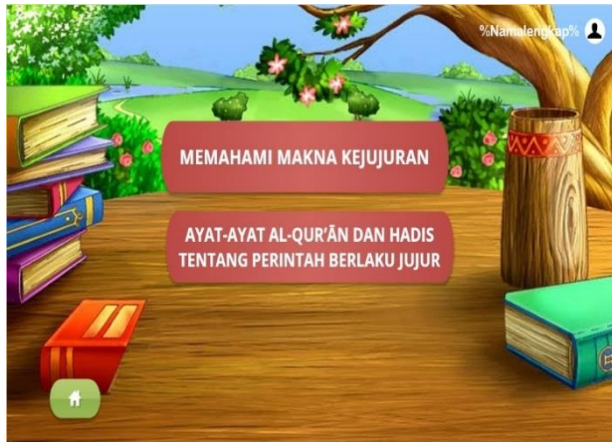 %Namalengkap%
MEMAHAMI MAKNA KEJUJURAN
AYAT-AYAT AL-QUR'ĀN DAN HADIS
TENTANG PERINTAH BERLAKU JUJUR